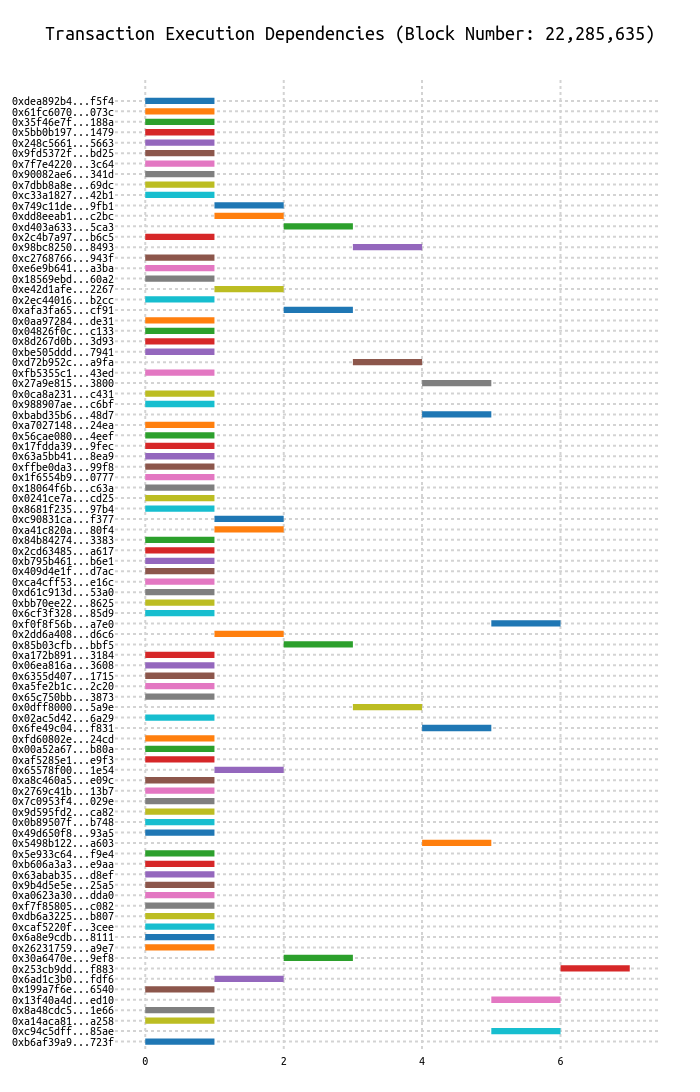 Transaction Execution Dependencies (Block Number: 22,285,635)
0xdea892b4...f5f4
0x61fc6070...073c
0x35f46e7f...188a
0x5bb0b197...1479
0x248c5661...5663
0x9fd5372f...bd25
0x7f7e4220...3c64
0x90082ae6...341d
0x7dbb8a8e...69dc
0xc33a1827...42b1
0x749c11de...9fb1
0xdd8eeab1...c2bc
0xd403a633...5ca3
0x2c4b7a97...b6c5
0x98bc8250...8493
0xc2768766...943f
0xe6e9b641...a3ba
0x18569ebd...60a2
0xe42d1afe...2267
0x2ec44016...b2cc
0xafa3fa65...cf91
0x0aa97284...de31
0x04826f0c...c133
0x8d267d0b...3d93
0xbe505ddd...7941
0xd72b952c...a9fa
0xfb5355c1...43ed
0x27a9e815...3800
0x0ca8a231...c431
0x988907ae...c6bf
0xbabd35b6...48d7
0xa7027148...24ea
0x56cae080...4eef
0x17fdda39...9fec
0x63a5bb41...8ea9
0xffbe0da3...99f8
0x1f6554b9...0777
0x18064f6b...c63a
0x0241ce7a...cd25
0x8681f235...97b4
0xc90831ca...f377
0xa41c820a...80f4
0x84b84274...3383
0x2cd63485...a617
0xb795b461...b6e1
0x409d4e1f...d7ac
0xca4cff53...e16c
0xd61c913d...53a0
0xbb70ee22...8625
0x6cf3f328...85d9
0xf0f8f56b...a7e0
0x2dd6a408...d6c6
0x85b03cfb...bbf5
0xa172b891...3184
0x06ea816a...3608
0x6355d407...1715
0xa5fe2b1c...2c20
0x65c750bb...3873
0x0dff8000...5a9e
0x02ac5d42...6a29
0x6fe49c04...f831
0xfd60802e...24cd
0x00a52a67...b80a
0xaf5285e1...e9f3
0x65578f00...1e54
0xa8c460a5...e09c
0x2769c41b...13b7
0x7c0953f4...029e
0x9d595fd2...ca82
0x0b89507f...b748
0x49d650f8...93a5
0x5498b122...a603
0x5e933c64...f9e4
0xb606a3a3...e9aa
0x63abab35...d8ef
0x9b4d5e5e...25a5
0xa0623a30...dda0
0xf7f85805...c082
0xdb6a3225...b807
0xcaf5220f...3cee
0x6a8e9cdb...8111
0x26231759...a9e7
0x30a6470e...9ef8
0x253cb9dd...f883
0x6ad1c3b0...fdf6
0x199a7f6e...6540
0x13f40a4d...ed10
0x8a48cdc5...1e66
0xa14aca81...a258
0xc94c5dff...85ae
0xb6af39a9...723f
0 2 4 6